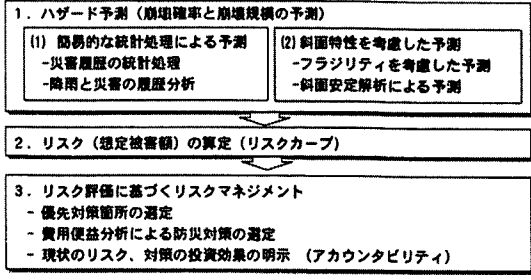 1. ハザード予測（崩壊確率と崩壊規模の予測）
(1) 簡易的な統計処理による予測
-災害履歴の統計処理
-降雨と災害の履歴分析
(2)斜面特性を考慮した予測
-フラジリティを考慮した予測
-斜面安定解析による予測
2. リスク（想定被害額）の算定（リスクカーブ）
3. リスク評価に基づくリスクマネジメント
- 優先対策箇所の選定
- 費用便益分析による防災対策の選定
- 現状のリスク、対策の投資効果の明示 （アカウンタビリティ）